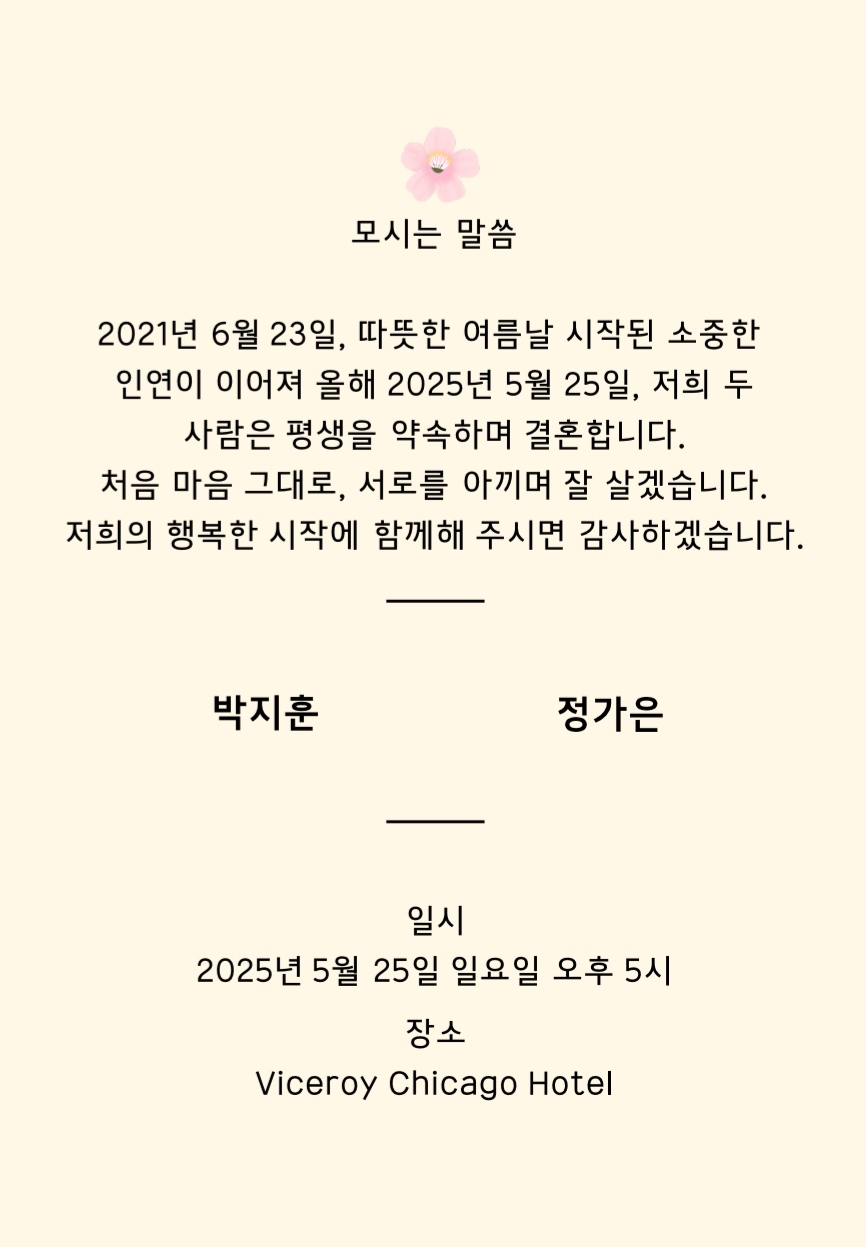 모시는 말씀
2021년 6월 23일, 따뜻한 여름날 시작된 소중한
인연이 이어져 올해 2025년 5월 25일, 저희 두
사람은 평생을 약속하며 결혼합니다.
처음 마음 그대로, 서로를 아끼며 잘 살겠습니다.
저희의 행복한 시작에 함께해 주시면 감사하겠습니다.
박지훈 정가은
일시
2025년 5월 25일 일요일 오후 5시
장소
Viceroy Chicago Hotel